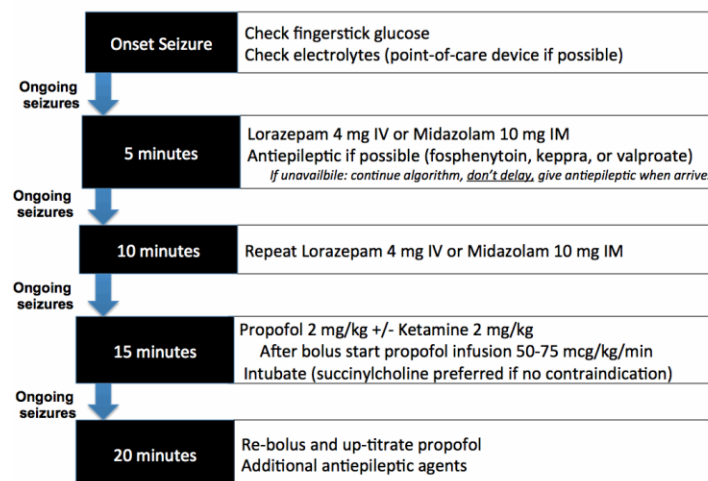 Onset Seizure
Check fingerstick glucose
Check electrolytes (point-of-care device if possible)
Ongoing
seizures
5 minutes
Lorazepam 4 mg IV or Midazolam 10 mg IM
Antiepileptic if possible (fosphenytoin, keppra, or valproate)
If unavailbile: continue algorithm, don't delay, give antiepileptic when arrives
Ongoing
seizures
10 minutes
Repeat Lorazepam 4 mg IV or Midazolam 10 mg IM
Ongoing
seizures
15 minutes
Propofol 2 mg/kg +/- Ketamine 2 mg/kg
After bolus start propofol infusion 50-75 mcg/kg/min
Intubate (succinylcholine preferred if no contraindication)
Ongoing
seizures
20 minutes
Re-bolus and up-titrate propofol
Additional antiepileptic agents